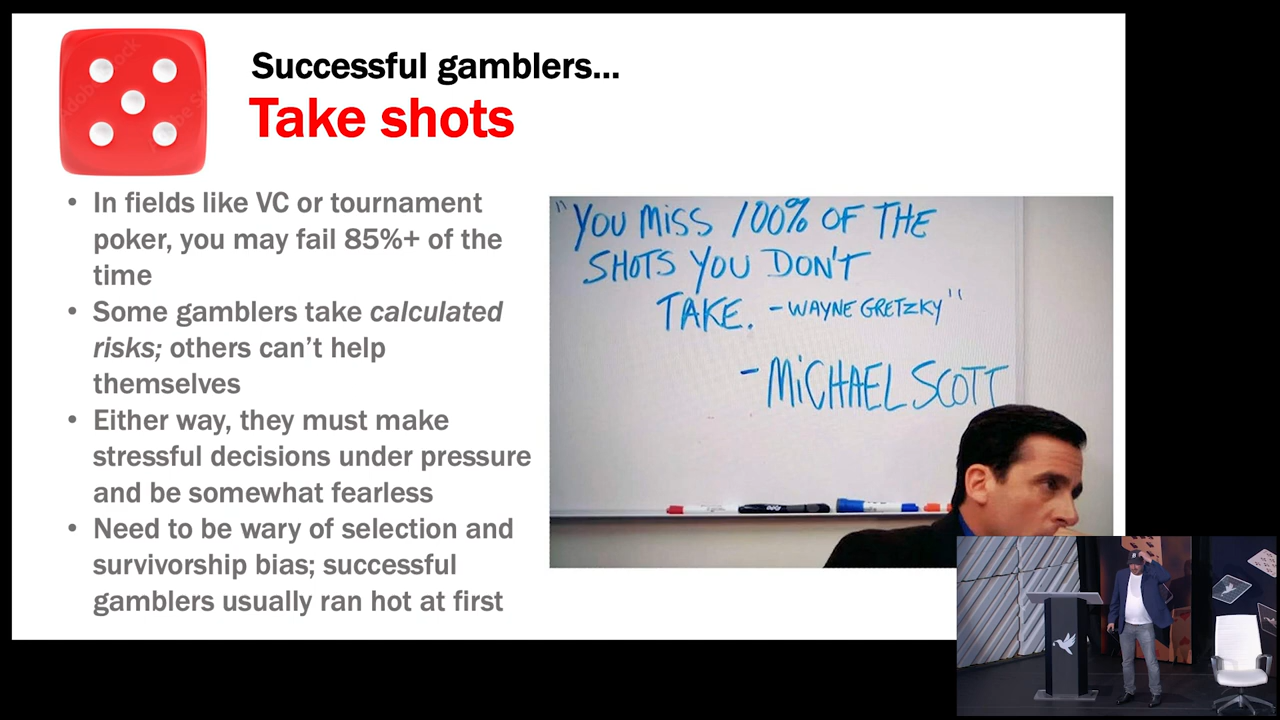 Successful gamblers...
Take shots
• In fields like VC or tournament
poker, you may fail 85%+ of the
time
• Some gamblers take calculated
risks; others can't help
themselves
• Either way, they must make
stressful decisions under pressure
and be somewhat fearless
• Need to be wary of selection and
survivorship bias; successful
gamblers usually ran hot at first
"YOU MISS 100% OF THE
SHOTS YOU DON'T
TAKE. - WAYNE GRETZKY"
- MICHAEL SCOTT